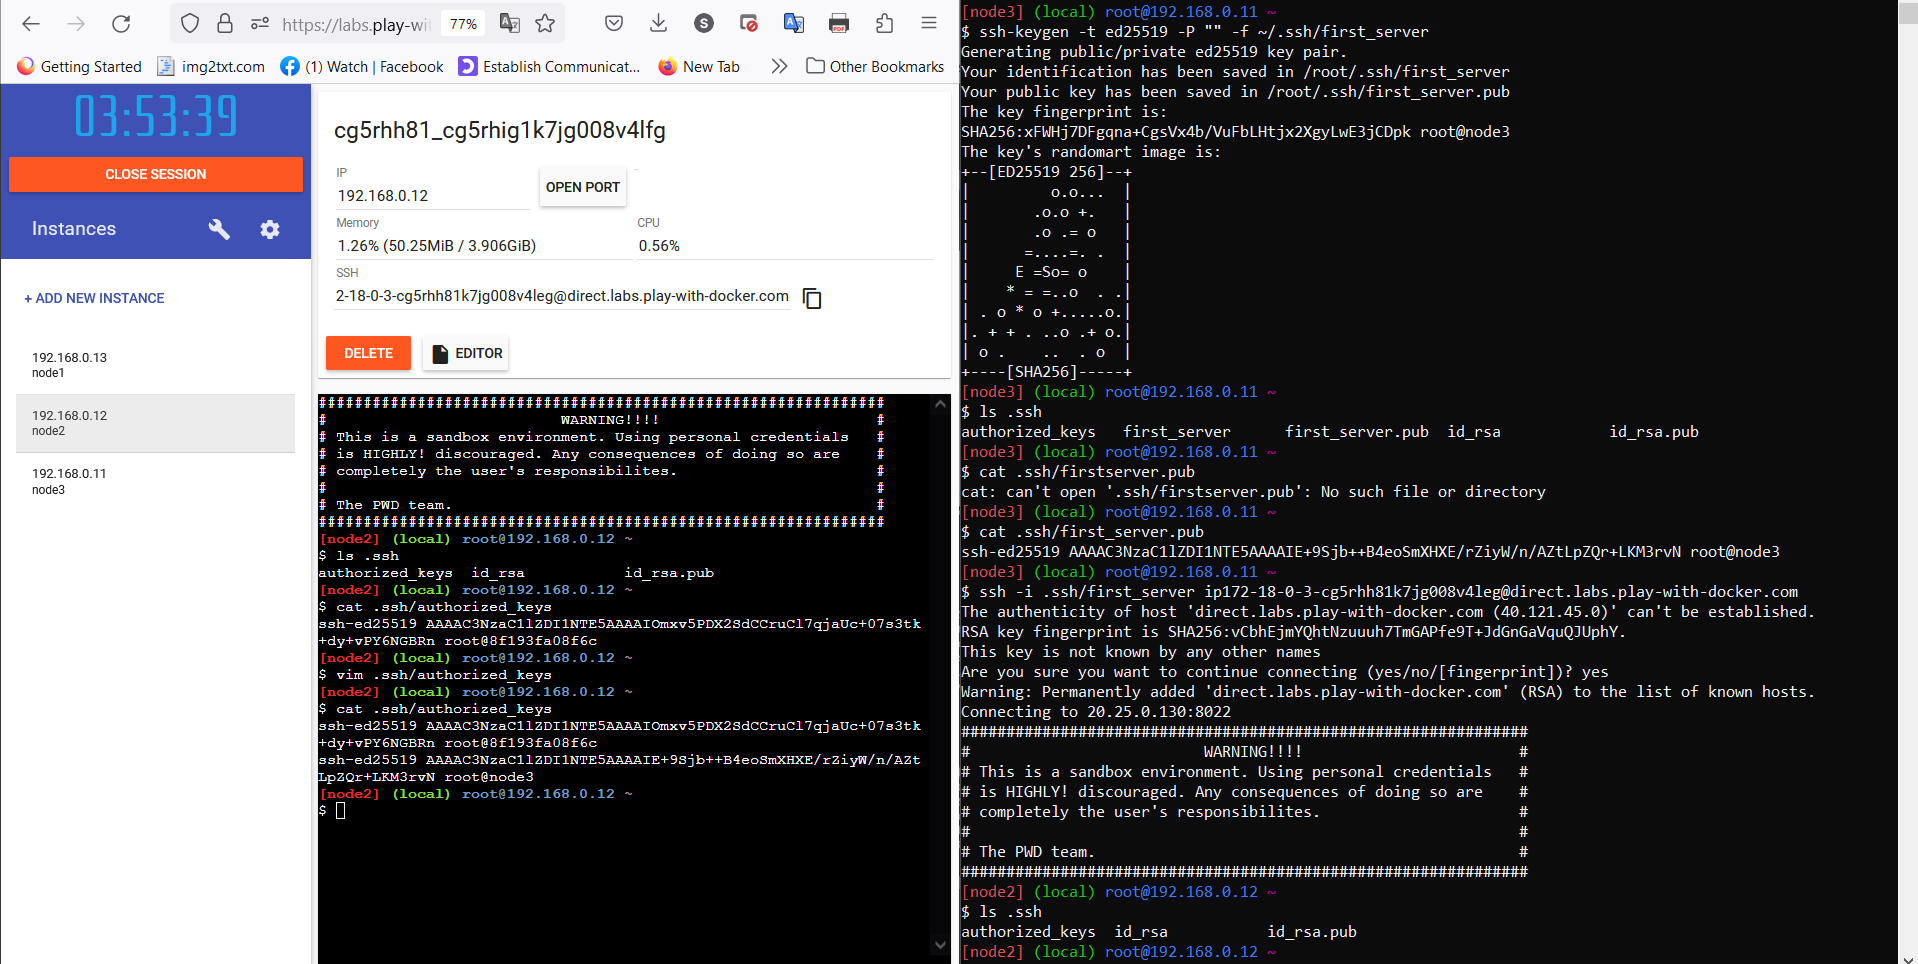 https://labs.play-wi
77%
Getting Started
img2txt.com
(1) Watch | Facebook
Establish Communicat...
New Tab
Other Bookmarks
03:53:39
CLOSE SESSION
Instances
+ ADD NEW INSTANCE
192.168.0.13
node1
192.168.0.12
node2
192.168.0.11
node3
cg5rhh81_cg5rhig1k7jg008v4lfg
IP
192.168.0.12
OPEN PORT
Memory
CPU
1.26% (50.25MiB / 3.906GiB)
0.56%
SSH
2-18-0-3-cg5rhh81k7jg008v4leg@direct.labs.play-with-docker.com
DELETE
EDITOR
###############################################################
#                          WARNING!!!!                        #
# This is a sandbox environment. Using personal credentials   #
# is HIGHLY! discouraged. Any consequences of doing so are    #
# completely the user's responsibilites.                      #
#                                                             #
# The PWD team.                                               #
###############################################################
[node2] (local) root@192.168.0.12 ~
$ ls .ssh
authorized_keys  id_rsa           id_rsa.pub
[node2] (local) root@192.168.0.12 ~
$ cat .ssh/authorized_keys
ssh-ed25519 AAAAC3NzaC1lZDI1NTE5AAAAIOmxv5PDX2SdCCruCl7qjaUc+07s3tk
+dy+vPY6NGBRn root@8f193fa08f6c
[node2] (local) root@192.168.0.12 ~
$ vim .ssh/authorized_keys
[node2] (local) root@192.168.0.12 ~
$ cat .ssh/authorized_keys
ssh-ed25519 AAAAC3NzaC1lZDI1NTE5AAAAIOmxv5PDX2SdCCruCl7qjaUc+07s3tk
+dy+vPY6NGBRn root@8f193fa08f6c
ssh-ed25519 AAAAC3NzaC1lZDI1NTE5AAAAIE+9Sjb++B4eoSmXHXE/rZiyW/n/AZt
LpZQr+LKM3rvN root@node3
[node2] (local) root@192.168.0.12 ~
$
[node3] (local) root@192.168.0.11 ~
$ ssh-keygen -t ed25519 -P "" -f ~/.ssh/first_server
Generating public/private ed25519 key pair.
Your identification has been saved in /root/.ssh/first_server
Your public key has been saved in /root/.ssh/first_server.pub
The key fingerprint is:
SHA256:xFWHj7DFgqna+CgsVx4b/VuFbLHtjx2XgyLwE3jCDpk root@node3
The key's randomart image is:
+--[ED25519 256]--+
|         o.o...  |
|       .o.o +.   |
|       .o .= o   |
|      =....=. .  |
|     E =So= o    |
|    * = =..o  . .|
| . o * o +.....o.|
|. + + . ..o .+ o.|
| o .    ..  . o  |
+----[SHA256]-----+
[node3] (local) root@192.168.0.11 ~
$ ls .ssh
authorized_keys   first_server      first_server.pub  id_rsa            id_rsa.pub
[node3] (local) root@192.168.0.11 ~
$ cat .ssh/firstserver.pub
cat: can't open '.ssh/firstserver.pub': No such file or directory
[node3] (local) root@192.168.0.11 ~
$ cat .ssh/first_server.pub
ssh-ed25519 AAAAC3NzaC1lZDI1NTE5AAAAIE+9Sjb++B4eoSmXHXE/rZiyW/n/AZtLpZQr+LKM3rvN root@node3
[node3] (local) root@192.168.0.11 ~
$ ssh -i .ssh/first_server ip172-18-0-3-cg5rhh81k7jg008v4leg@direct.labs.play-with-docker.com
The authenticity of host 'direct.labs.play-with-docker.com (40.121.45.0)' can't be established.
RSA key fingerprint is SHA256:vCbhEjmYQhtNzuuuh7TmGAPfe9T+JdGnGaVquQJUphY.
This key is not known by any other names
Are you sure you want to continue connecting (yes/no/[fingerprint])? yes
Warning: Permanently added 'direct.labs.play-with-docker.com' (RSA) to the list of known hosts.
Connecting to 20.25.0.130:8022
###############################################################
#                          WARNING!!!!                        #
# This is a sandbox environment. Using personal credentials   #
# is HIGHLY! discouraged. Any consequences of doing so are    #
# completely the user's responsibilites.                      #
#                                                             #
# The PWD team.                                               #
###############################################################
[node2] (local) root@192.168.0.12 ~
$ ls .ssh
authorized_keys  id_rsa           id_rsa.pub
[node2] (local) root@192.168.0.12 ~